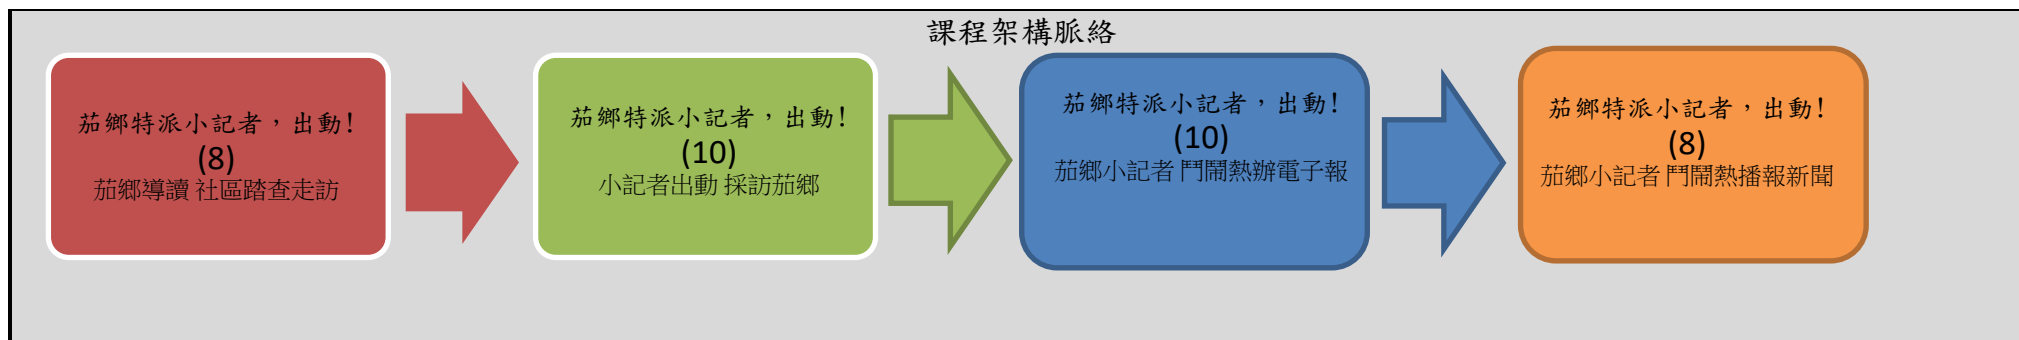 課程架構脈絡
茄鄉特派小記者，出動!
(8)
茄鄉導讀 社區踏查走訪
茄鄉特派小記者，出動!
(10)
小記者出動 採訪茄鄉
茄鄉特派小記者，出動!
(10)
茄鄉小記者 鬥鬧熱辦電子報
茄鄉特派小記者，出動!
(8)
茄鄉小記者 鬥鬧熱播報新聞